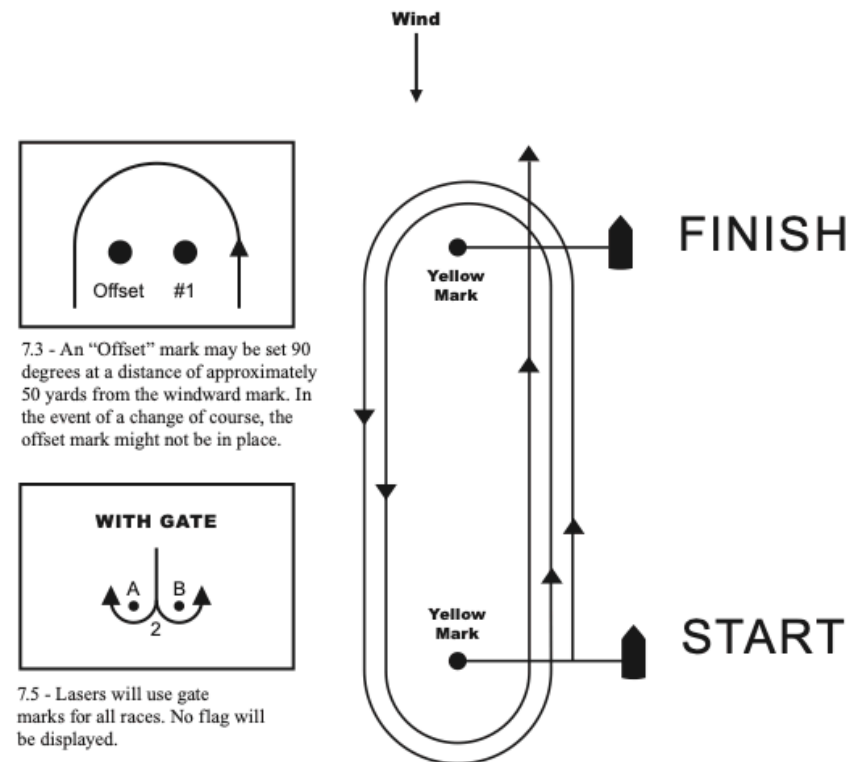 Wind
FINISH
Yellow
Mark
Offset #1
7.3 - An “Offset” mark may be set 90
degrees at a distance of approximately
50 yards from the windward mark. In
the event of a change of course, the
offset mark might not be in place.
WITH GATE
A B
2
Yellow
Mark
START
7.5 - Lasers will use gate
marks for all races. No flag will
be displayed.